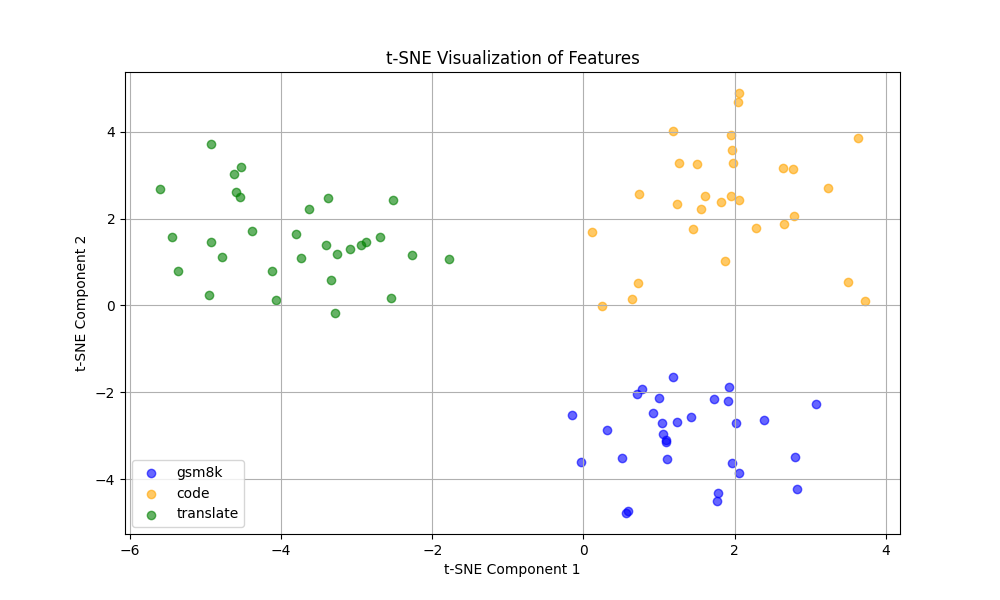 t-SNE Visualization of Features
t-SNE Component 2
4
2
0
−2
−4
gsm8k
code
translate
−6
−4
−2
0
2
4
t-SNE Component 1